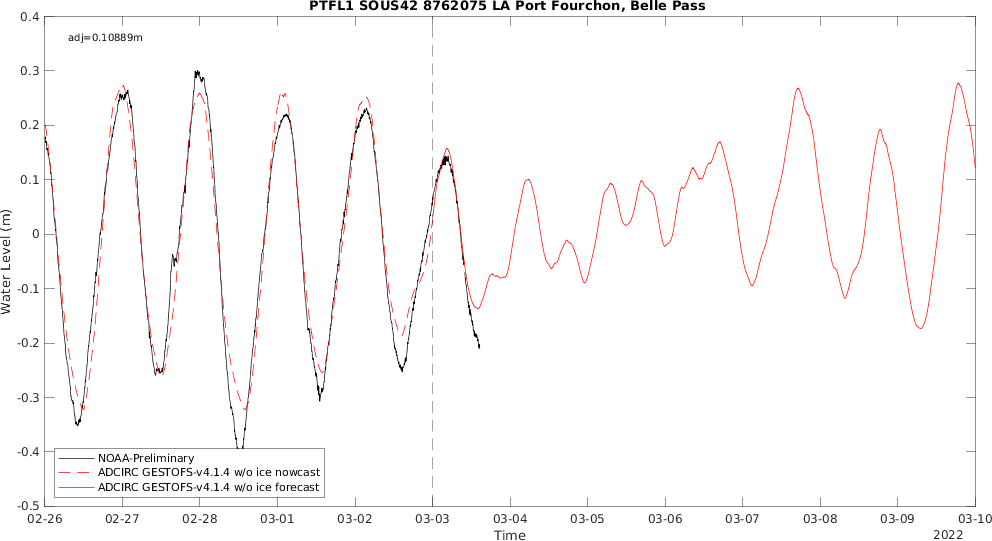 PTFL1 SOUS42 8762075 LA Port Fourchon, Belle Pass
adj=0.10889m
Water Level (m)
0.4
0.3
0.2
0.1
0
-0.1
-0.2
-0.3
-0.4
-0.5
NOAA-Preliminary
ADCIRC GESTOFS-v4.1.4 w/o ice nowcast
ADCIRC GESTOFS-v4.1.4 w/o ice forecast
02-26 02-27 02-28 03-01 03-02 03-03 03-04 03-05 03-06 03-07 03-08 03-09 03-10
Time
2022